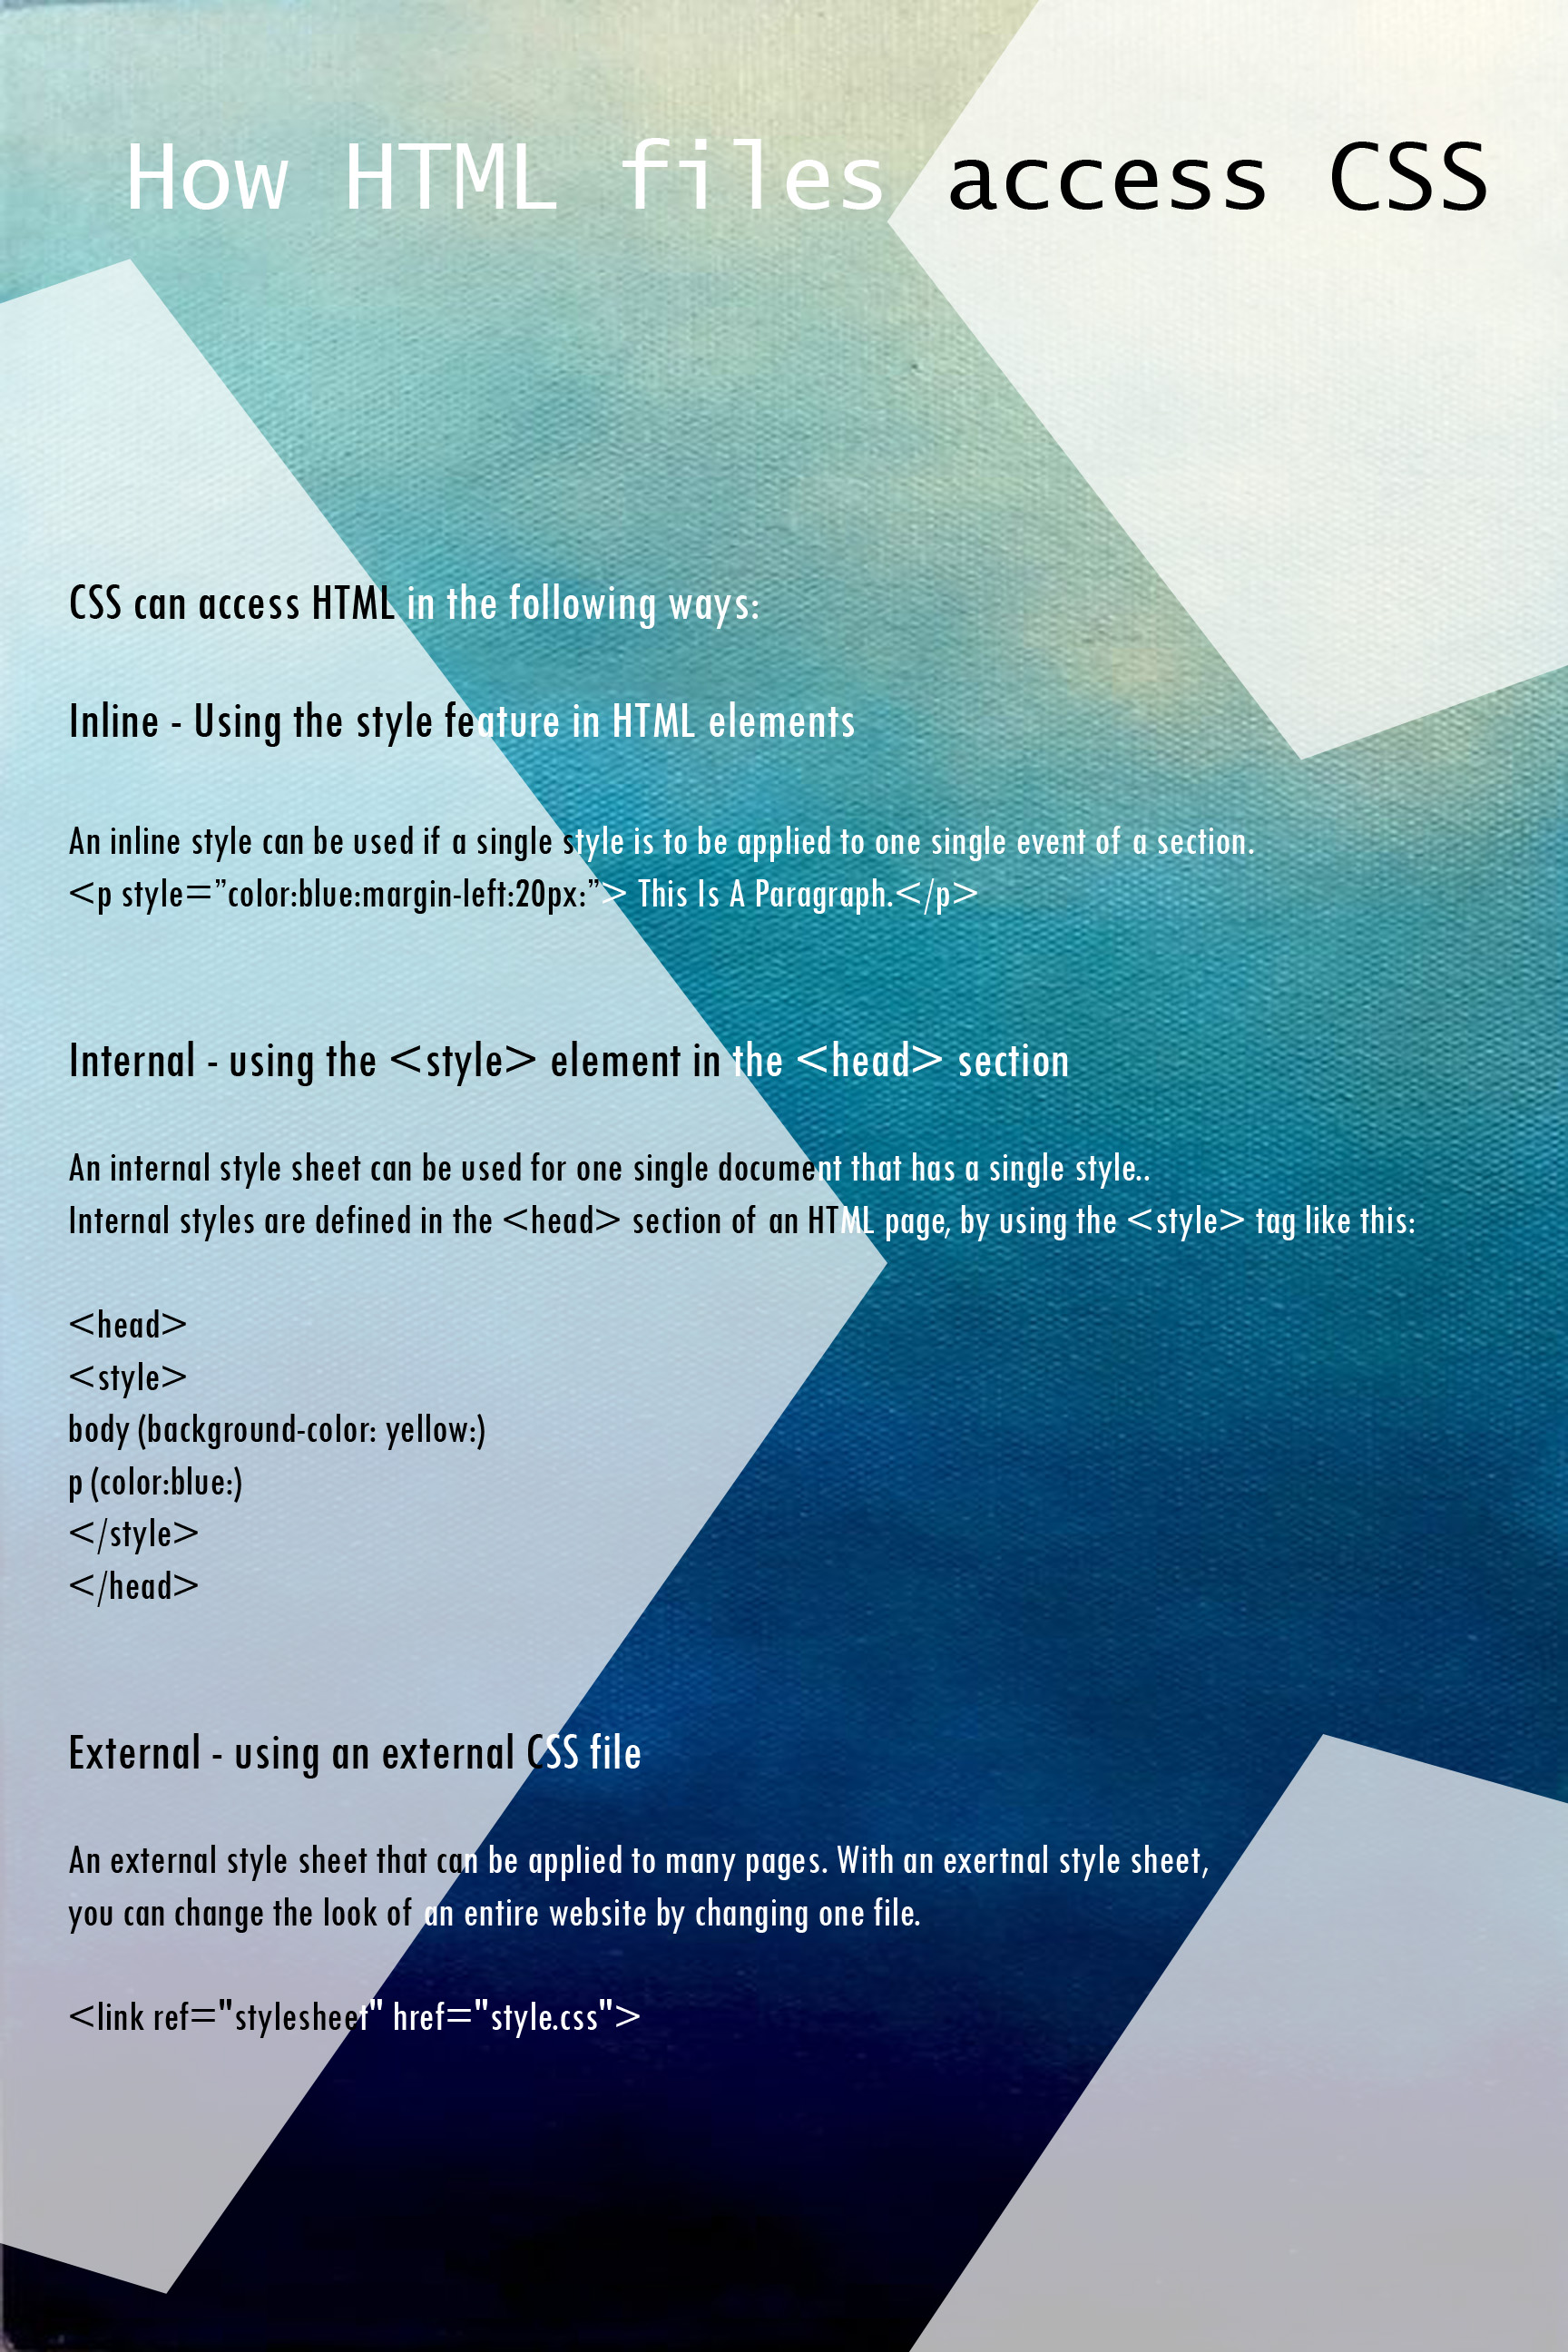 How HTML files access CSS
CSS can access HTML in the following ways:
Inline - Using the style feature in HTML elements
An inline style can be used if a single style is to be applied to one single event of a section.
<p style=”color:blue:margin-left:20px:”> This Is A Paragraph.</p>
Internal - using the <style> element in the <head> section
An internal style sheet can be used for one single document that has a single style..
Internal styles are defined in the <head> section of an HTML page, by using the <style> tag like this:
<head>
<style>
body (background-color: yellow:)
p (color:blue:)
</style>
</head>
External - using an external CSS file
An external style sheet that can be applied to many pages. With an exertnal style sheet,
you can change the look of an entire website by changing one file.
<link ref="stylesheet" href="style.css">